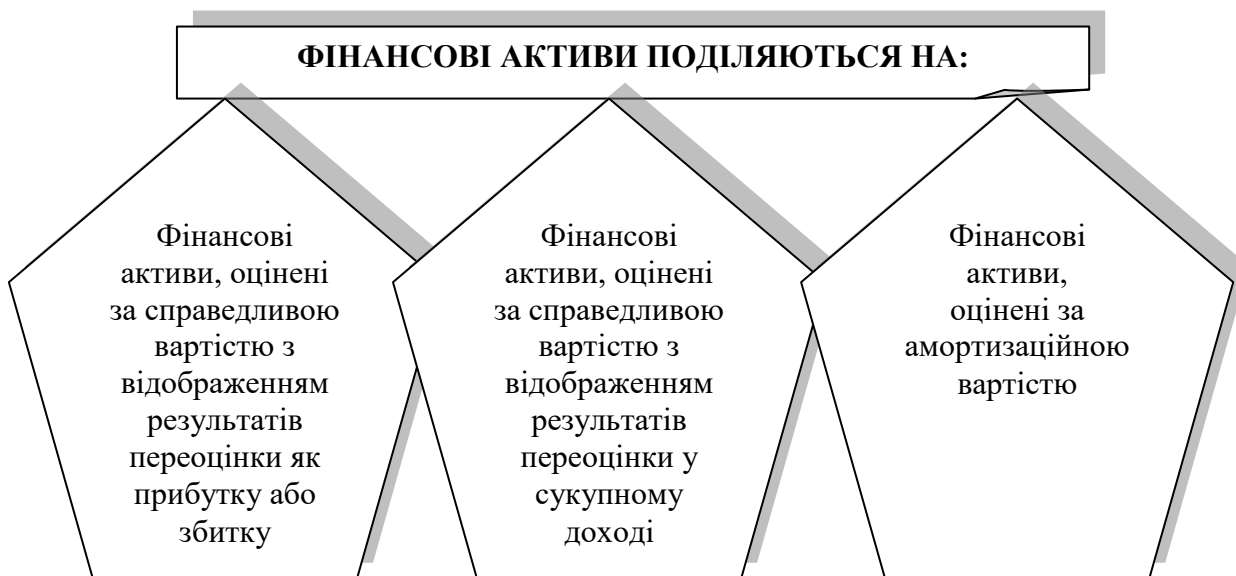 ФІНАНСОВІ АКТИВИ ПОДІЛЯЮТЬСЯ НА:
Фінансові
активи, оцінені
за справедливою
вартістю з
відображенням
результатів
переоцінки як
прибутку або
збитку
Фінансові
активи, оцінені
за справедливою
вартістю з
відображенням
результатів
переоцінки у
сукупному
доході
Фінансові
активи,
оцінені за
амортизаційною
вартістю